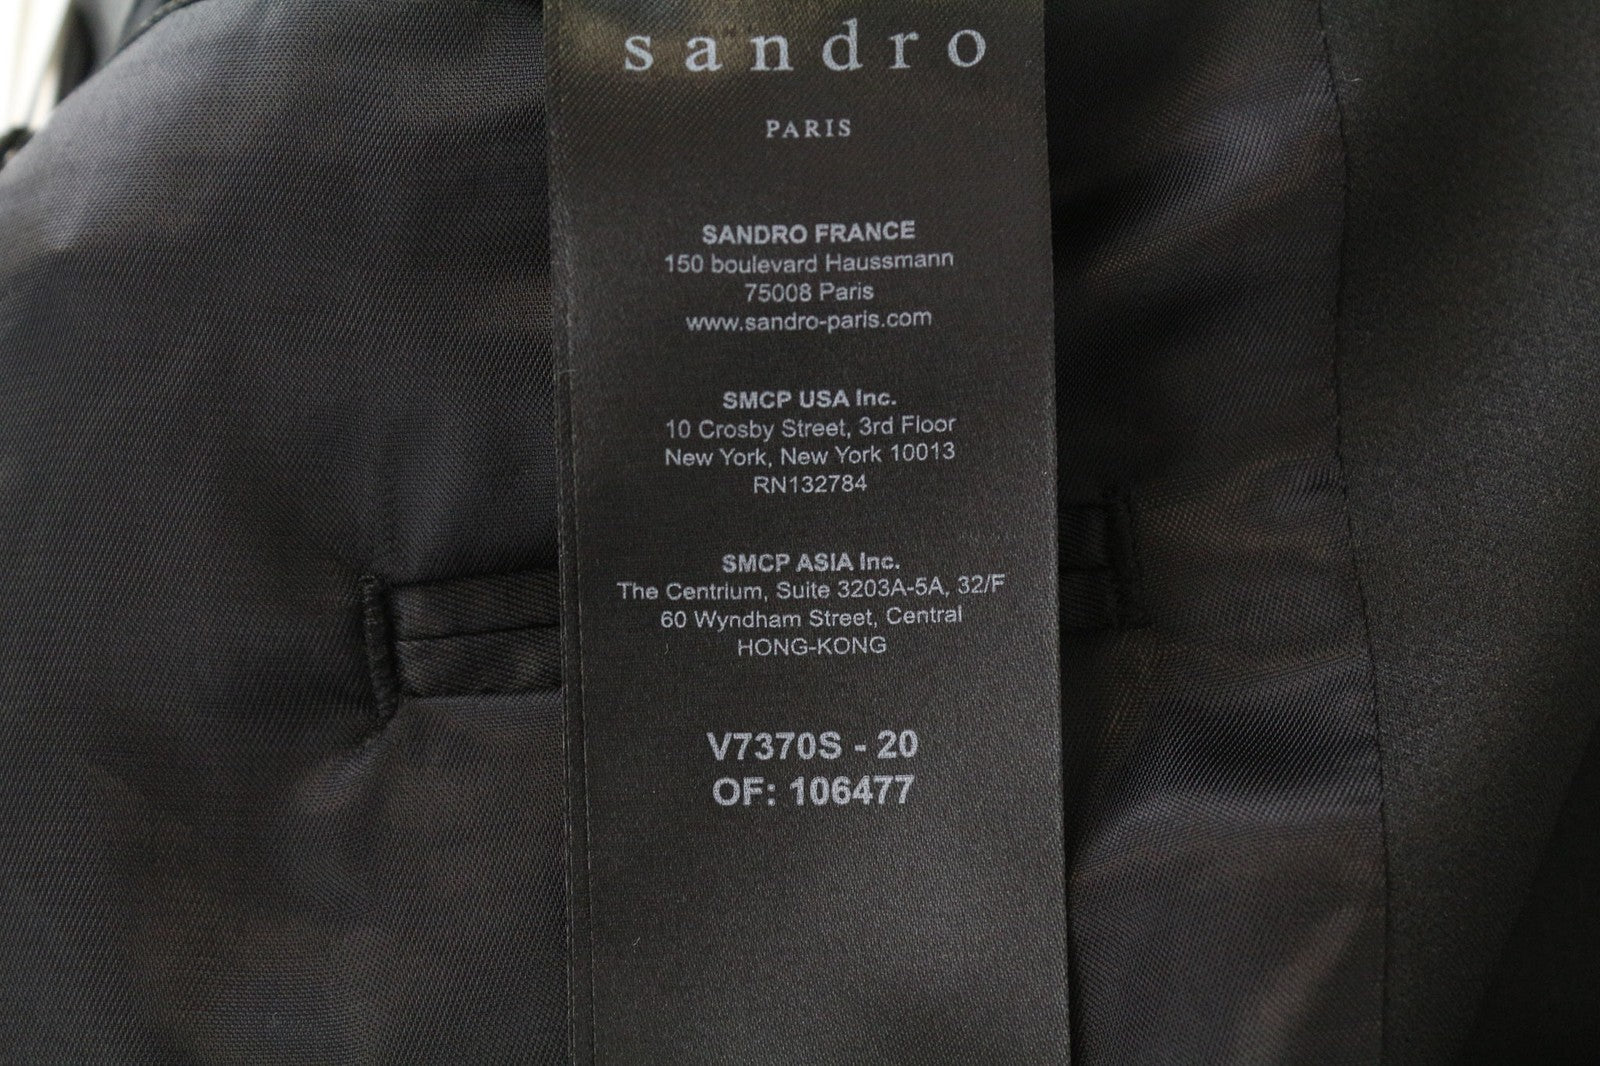 sandro
PARIS
SANDRO FRANCE
150 boulevard Haussmann
75008 Paris
www.sandro-paris.com
SMCP USA Inc.
10 Crosby Street, 3rd Floor
New York, New York 10013
RN132784
SMCP ASIA Inc.
The Centrium, Suite 3203A-5A, 32/F
60 Wyndham Street, Central
HONG-KONG
V7370S - 20
OF: 106477